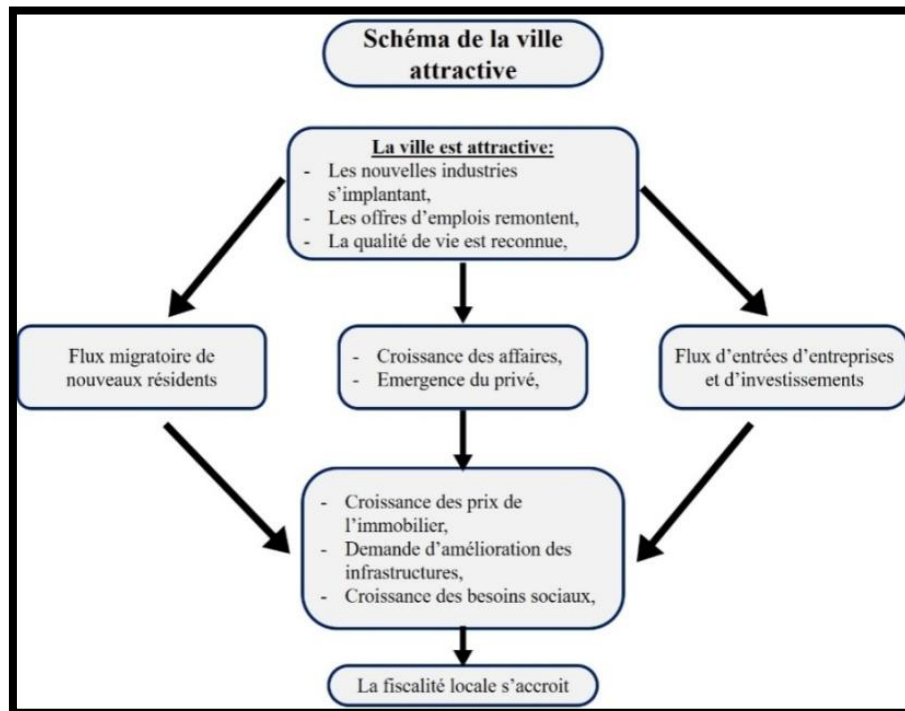 Schéma de la ville
attractive
La ville est attractive:
- Les nouvelles industries
s'implantant,
- Les offres d'emplois remontent,
- La qualité de vie est reconnue,
Flux migratoire de
nouveaux résidents
- Croissance des affaires,
- Emergence du privé,
Flux d'entrées d'entreprises
et d'investissements
- Croissance des prix de
l'immobilier,
- Demande d'amélioration des
infrastructures,
- Croissance des besoins sociaux,
La fiscalité locale s'accroit